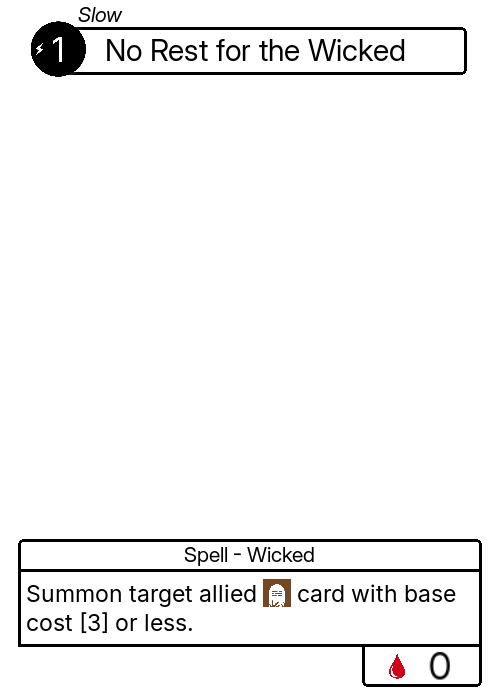 Slow
1 No Rest for the Wicked
Spell - Wicked
Summon target allied card with base
cost [3] or less.
0